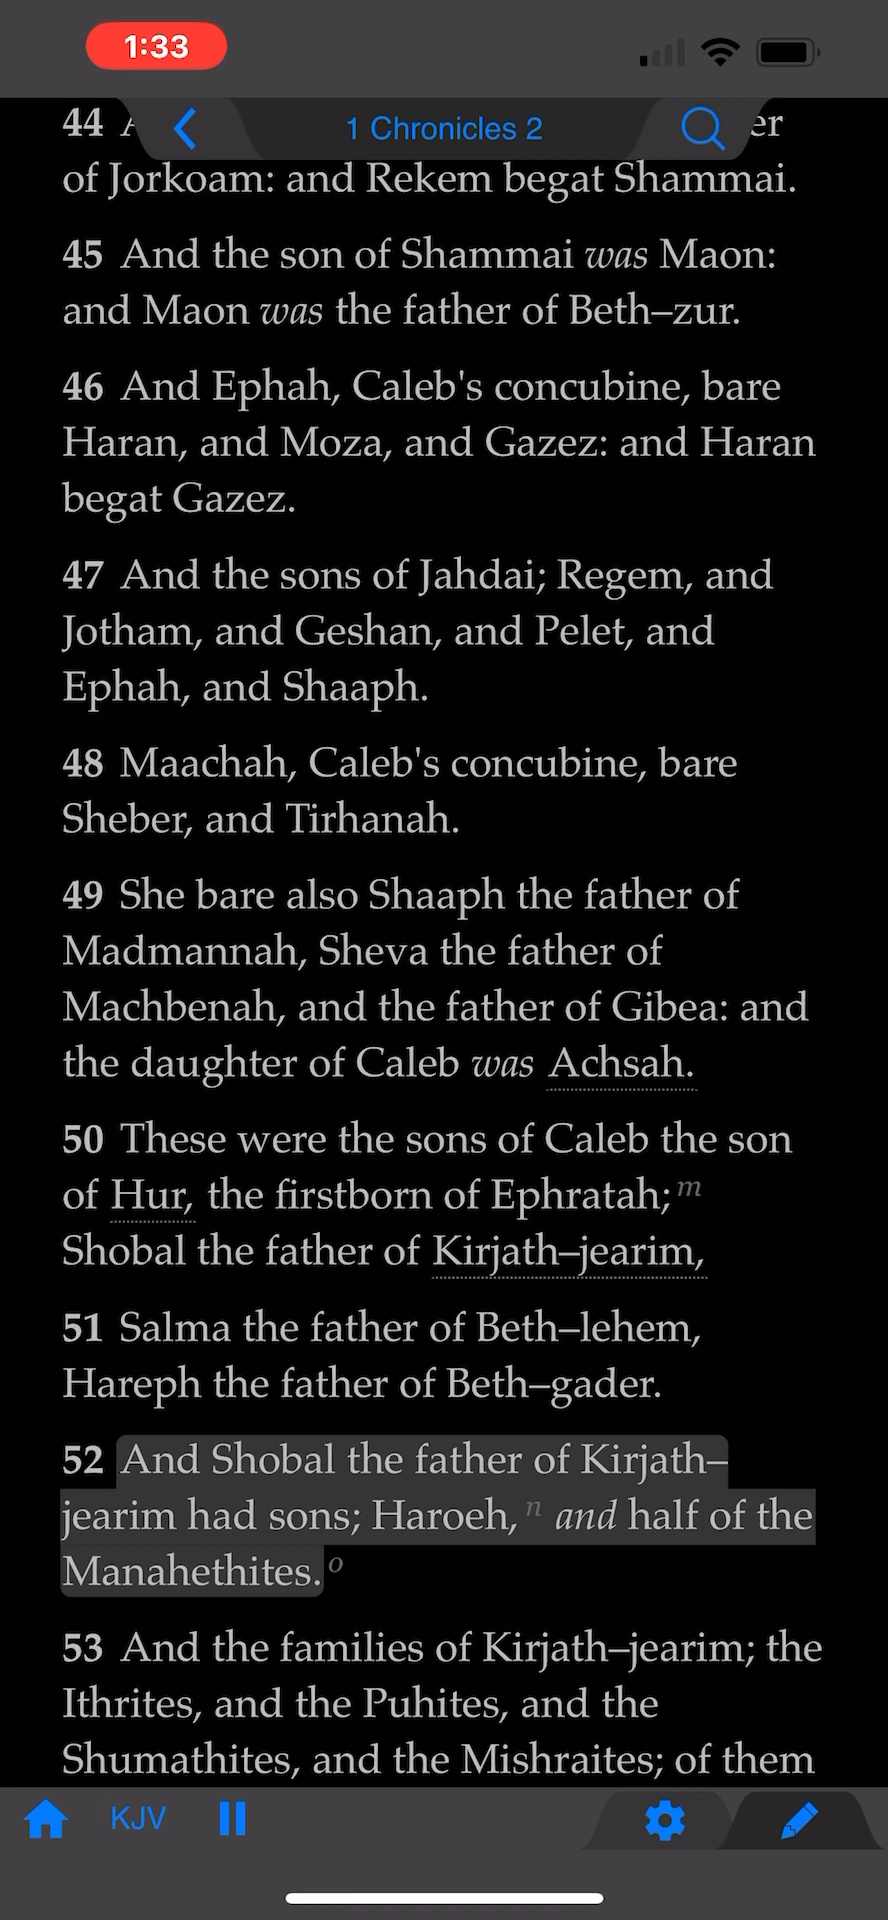 1:33
1 Chronicles 2
44 er
of Jorkoam: and Rekem begat Shammai.
45 And the son of Shammai was Maon:
and Maon was the father of Beth–zur.
46 And Ephah, Caleb's concubine, bare
Haran, and Moza, and Gazez: and Haran
begat Gazez.
47 And the sons of Jahdai; Regem, and
Jotham, and Geshan, and Pelet, and
Ephah, and Shaaph.
48 Maachah, Caleb's concubine, bare
Sheber, and Tirhanah.
49 She bare also Shaaph the father of
Madmannah, Sheva the father of
Machbenah, and the father of Gibea: and
the daughter of Caleb was Achsah.
50 These were the sons of Caleb the son
of Hur, the firstborn of Ephratah; m
Shobal the father of Kirjath–jearim,
51 Salma the father of Beth–lehem,
Hareph the father of Beth–gader.
52 And Shobal the father of Kirjath–
jearim had sons; Haroeh, n and half of the
Manahethites. o
53 And the families of Kirjath–jearim; the
Ithrites, and the Puhites, and the
Shumathites, and the Mishraites; of them
KJV